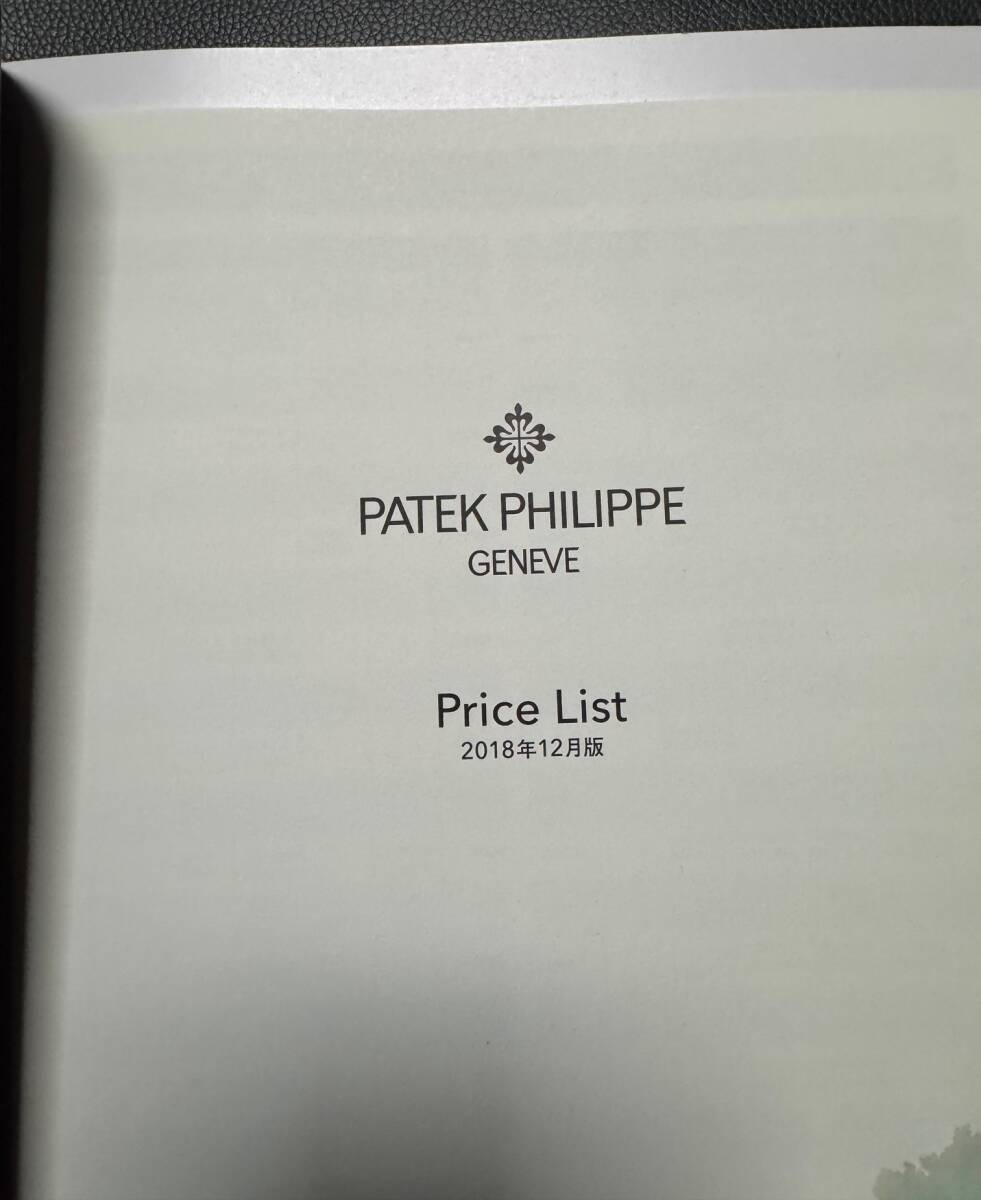 PATEK PHILIPPE
GENEVE
Price List
2018年12月版